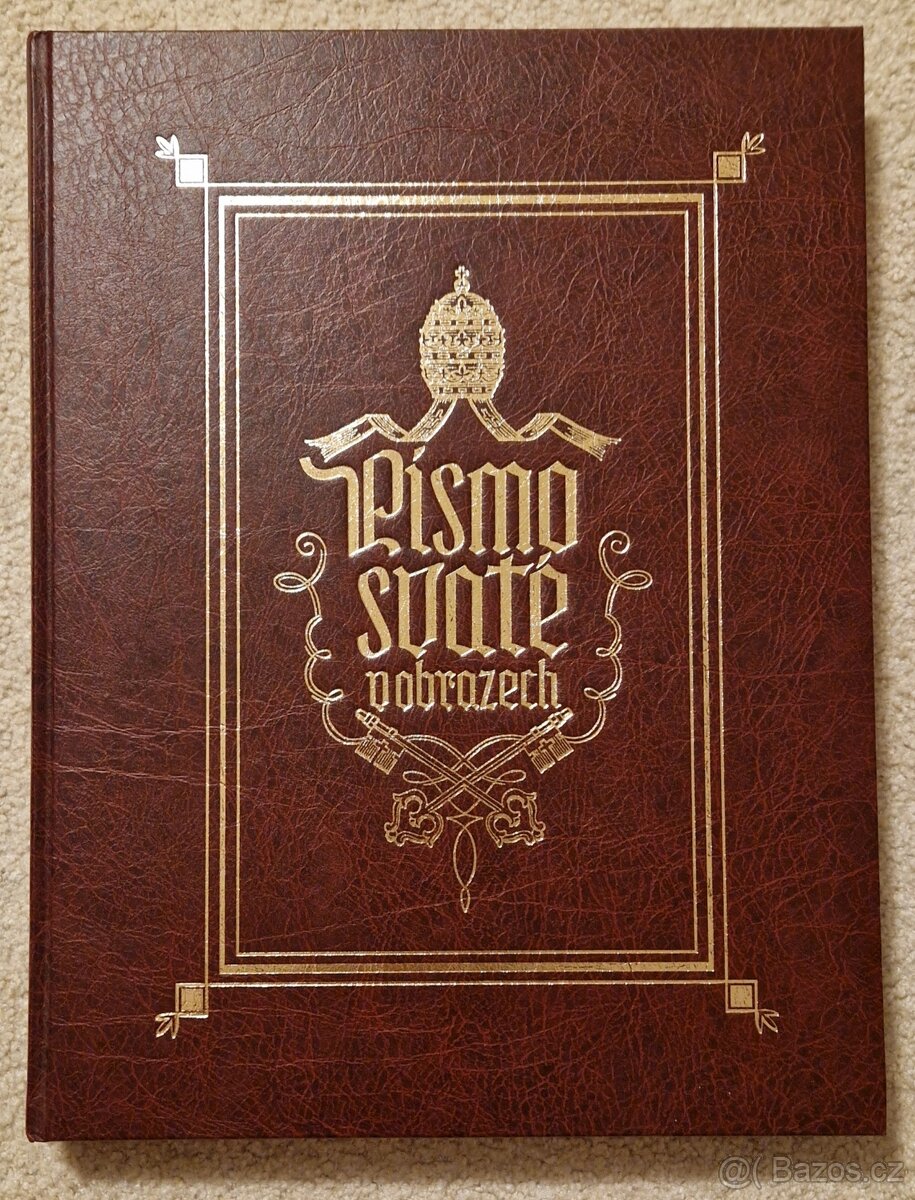 Písmo
svaté
v obrazech
@( Bazos.cz